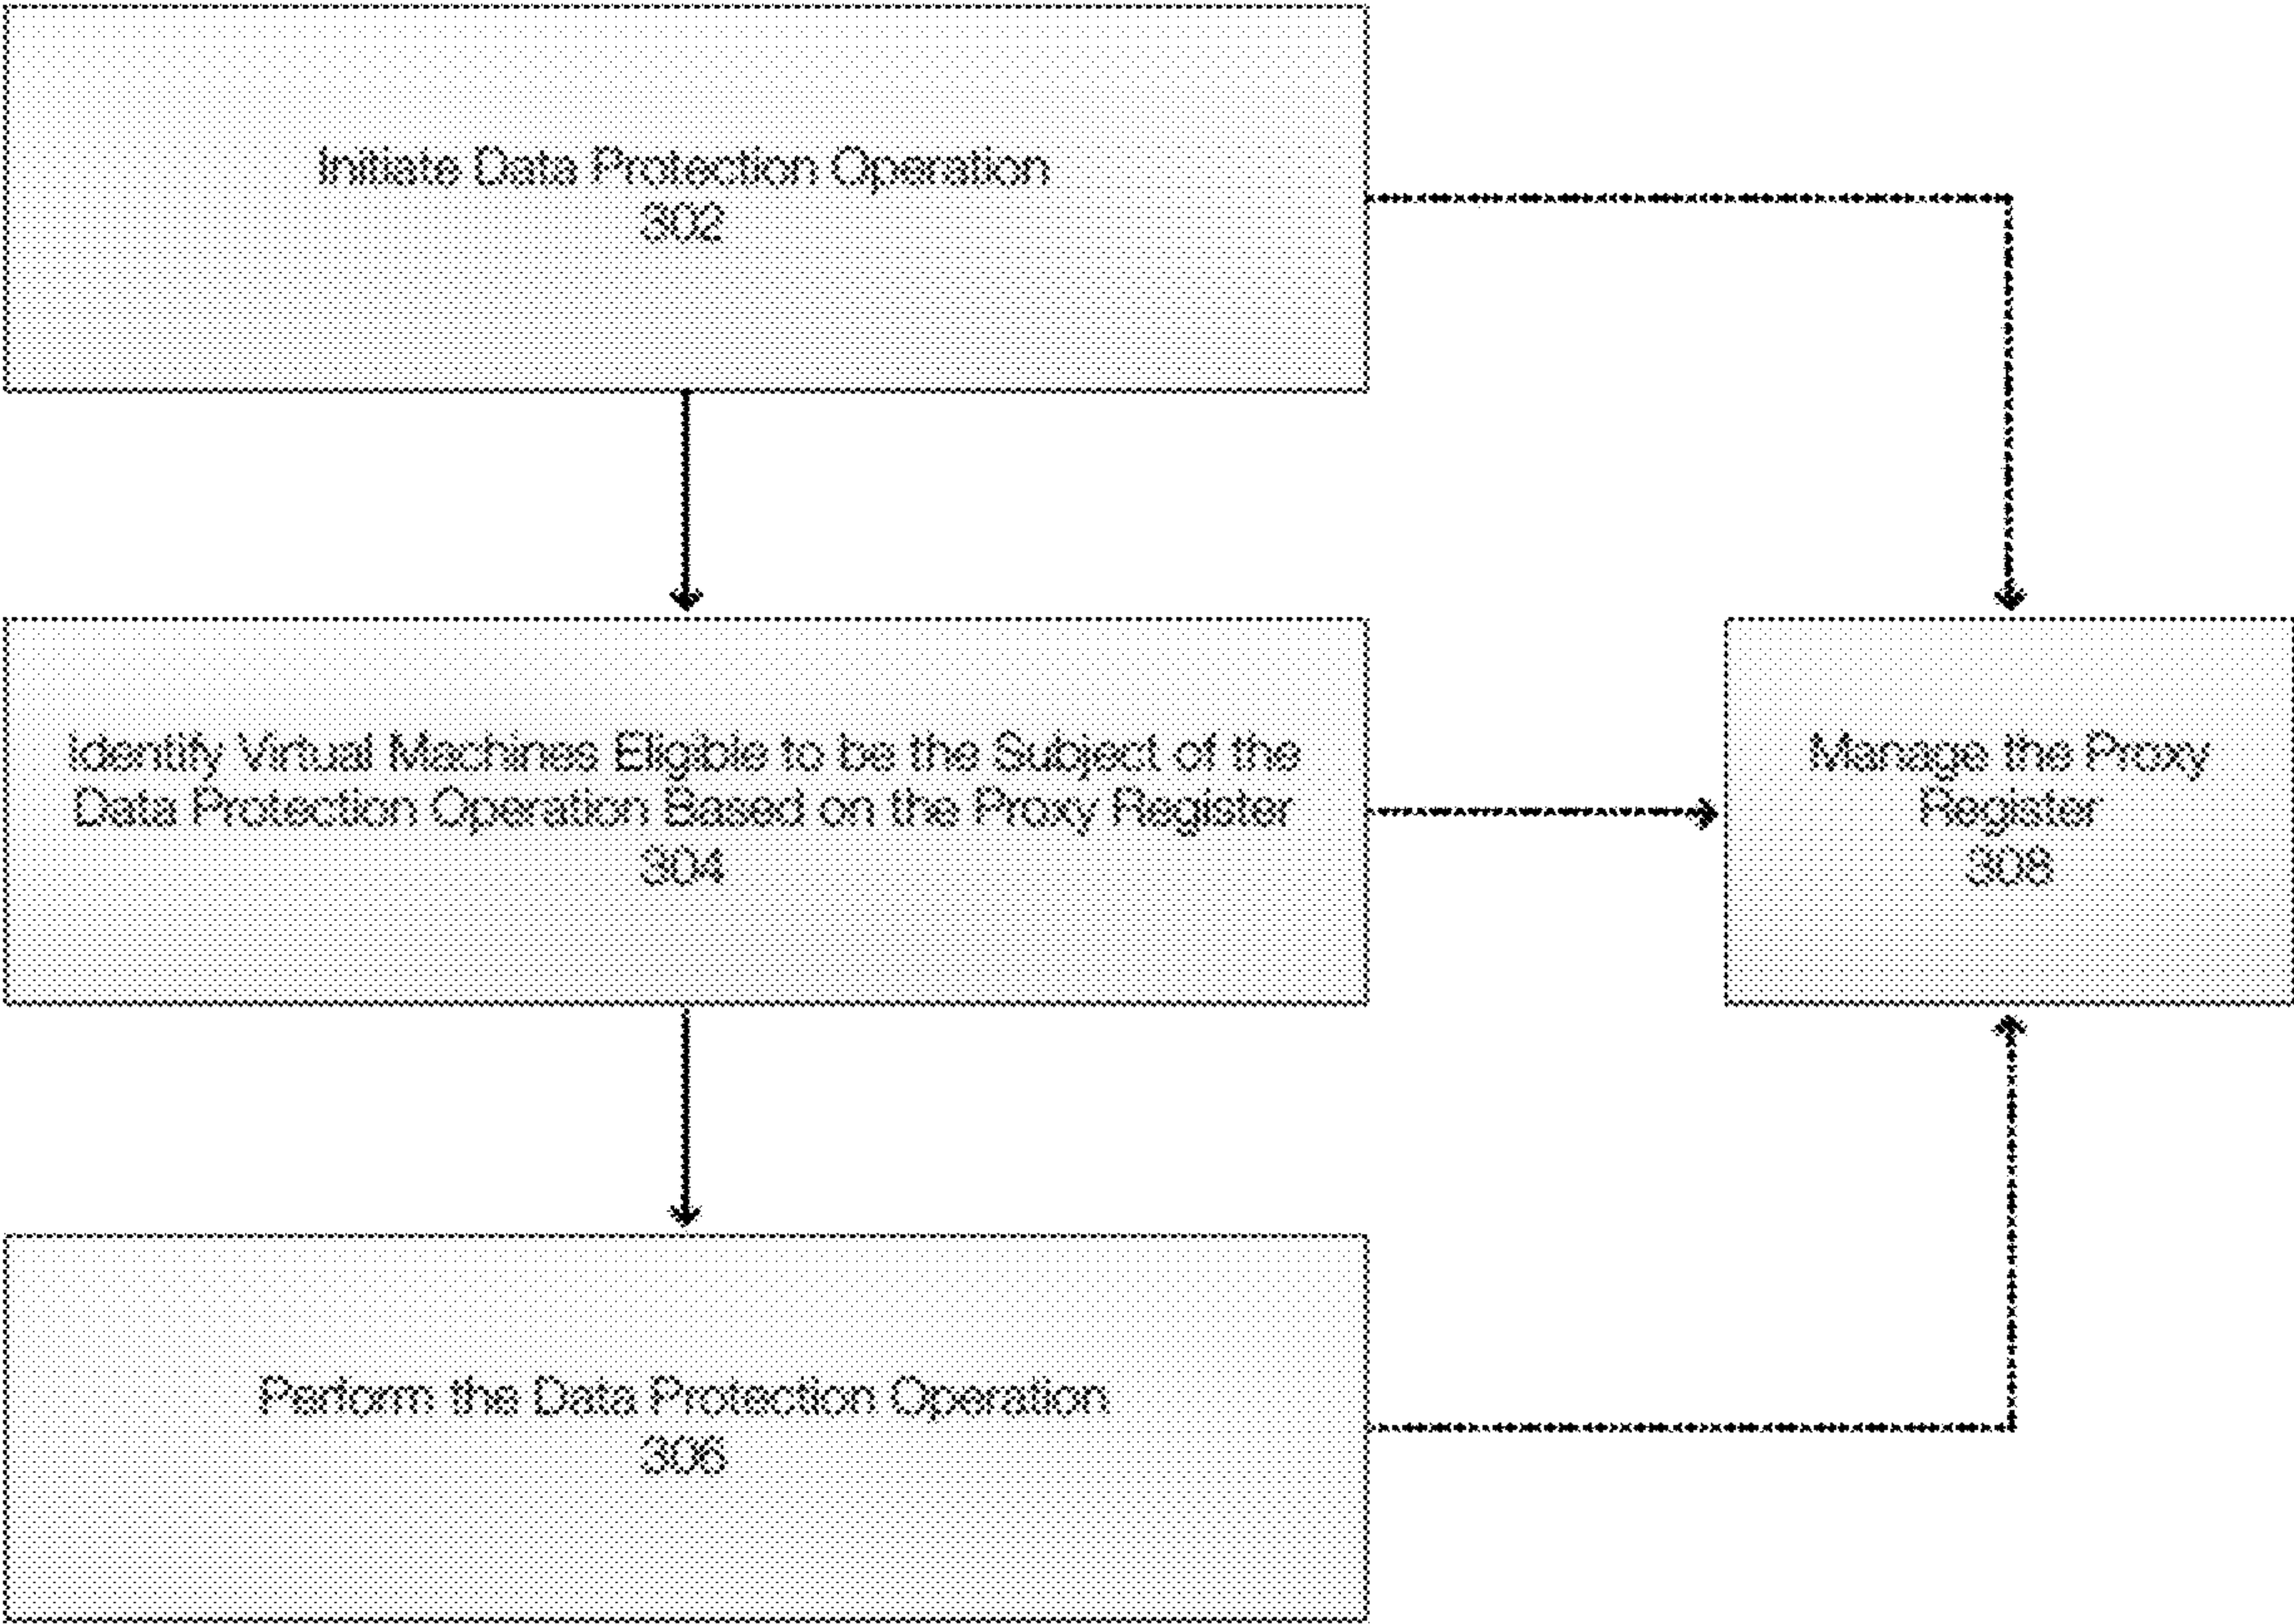 Initiate Data Protection Operation
302
Identify Virtual Machines Eligible to be the Subject of the
Data Protection Operation Based on the Proxy Register
304
Manage the Proxy
Register
308
Perform the Data Protection Operation
306